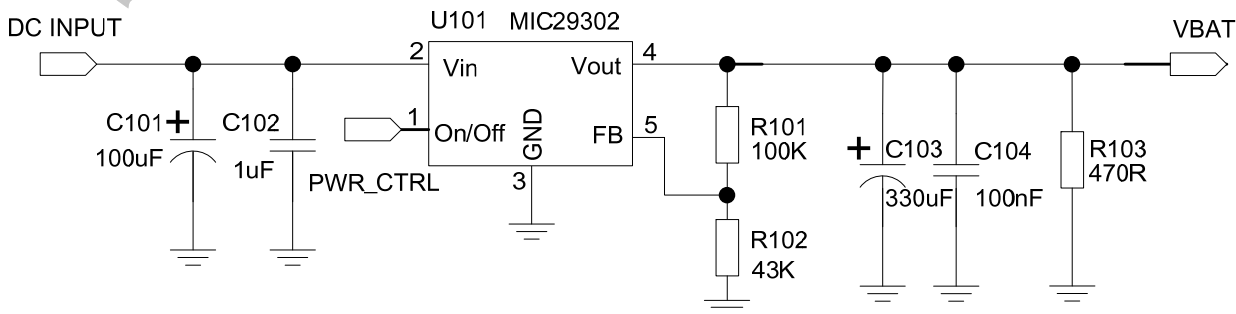 U101 MIC29302
DC INPUT
VBAT
2
4
Vin
Vout
C101
+
C102
1
On/Off
GND
FB
5
R101
100K
100uF
1uF
PWR_CTRL
3
+
C103
C104
R103
470R
330uF
100nF
R102
43K